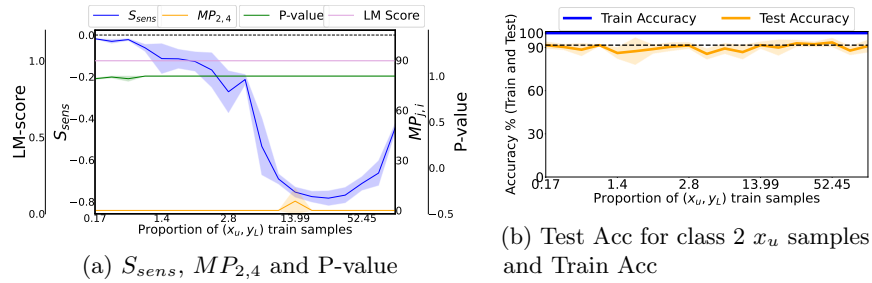 S_sens MP_2,4 P-value LM Score
LM-score
1.0
0.5
0.0
S_sens
0.0
−0.2
−0.4
−0.6
−0.8
90
60
30
0
MP_j,i
1.0
0.5
0.0
−0.5
P-value
0.17 1.4 2.8 13.99 52.45
Proportion of (x_u, y_L) train samples
(a) S_sens, MP_2,4 and P-value
Train Accuracy Test Accuracy
Accuracy % (Train and Test)
100
90
60
30
0
0.17 1.4 2.8 13.99 52.45
Proportion of (x_u, y_L) train samples
(b) Test Acc for class 2 x_u samples
and Train Acc